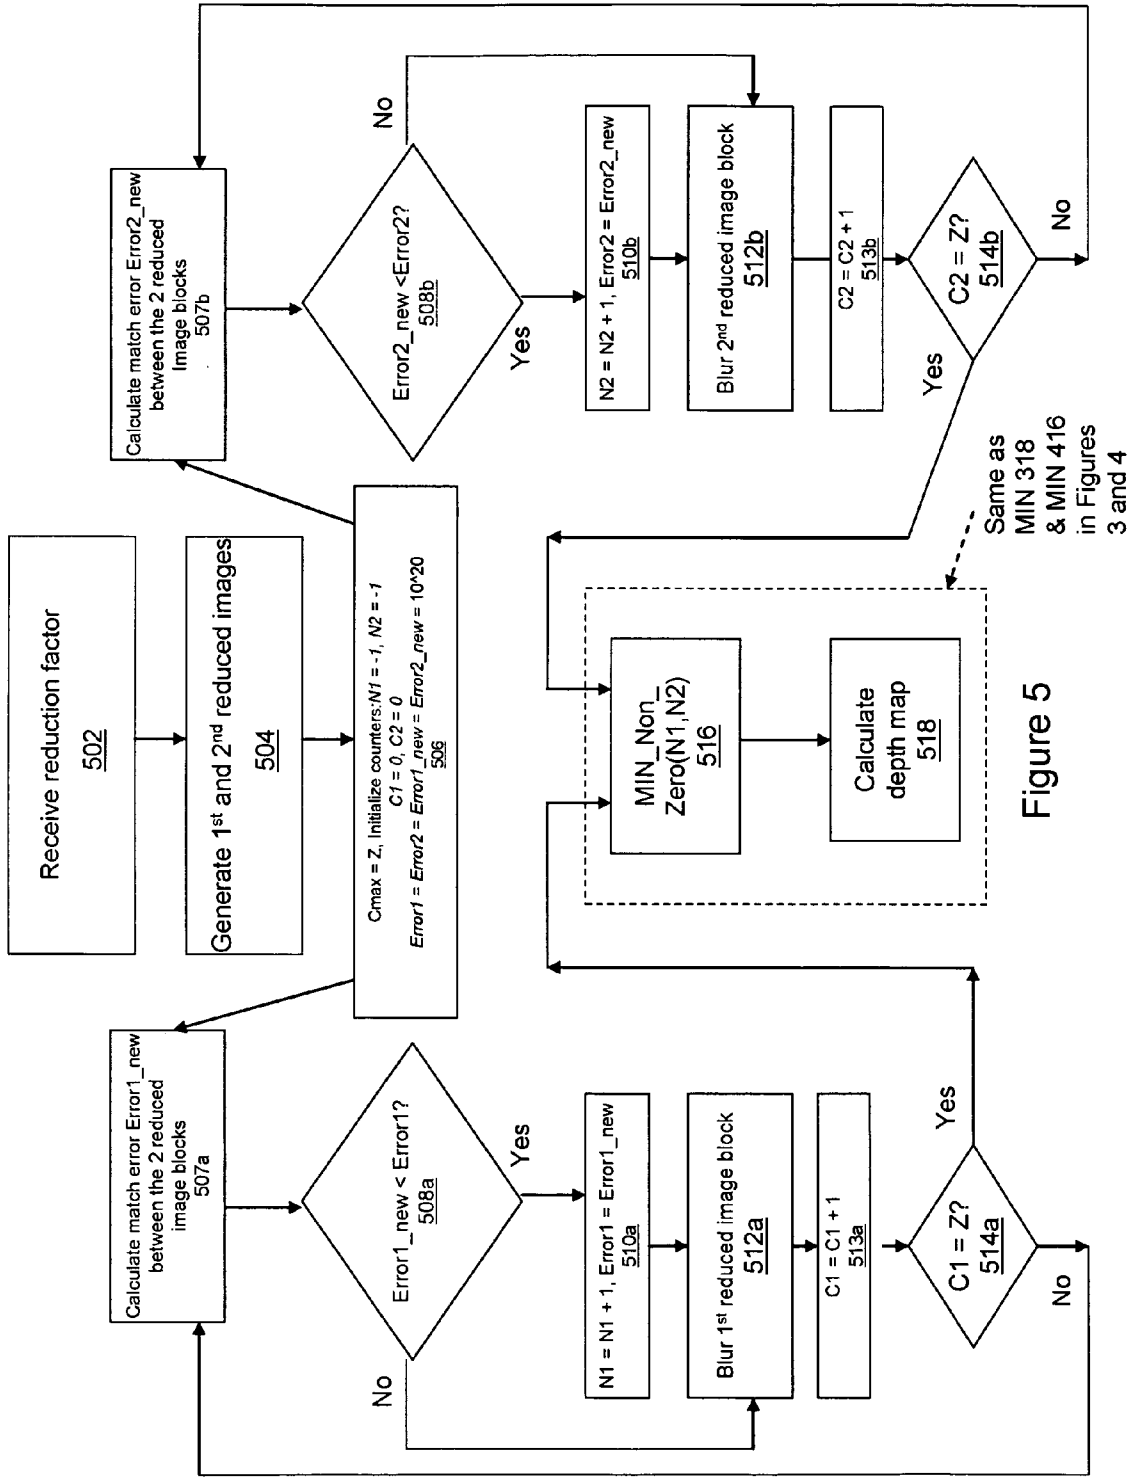 Receive reduction factor
502
Generate 1st and 2nd reduced images
504
Cmax = Z, Initialize counters:N1 = -1, N2 = -1
C1 = 0, C2 = 0
Error1 = Error2 = Error1_new = Error2_new = 10^20
506
Calculate match error Error1_new
between the 2 reduced
image blocks
507a
Error1_new < Error1?
508a
No
Yes
N1 = N1 + 1, Error1 = Error1_new
510a
Blur 1st reduced image block
512a
C1 = C1 + 1
513a
C1 = Z?
514a
Yes
No
Calculate match error Error2_new
between the 2 reduced
Image blocks
507b
Error2_new <Error2?
508b
No
Yes
N2 = N2 + 1, Error2 = Error2_new
510b
Blur 2nd reduced image block
512b
C2 = C2 + 1
513b
C2 = Z?
514b
Yes
No
MIN_Non_
Zero(N1,N2)
516
Calculate
depth map
518
Same as
MIN 318
& MIN 416
in Figures
3 and 4
Figure 5